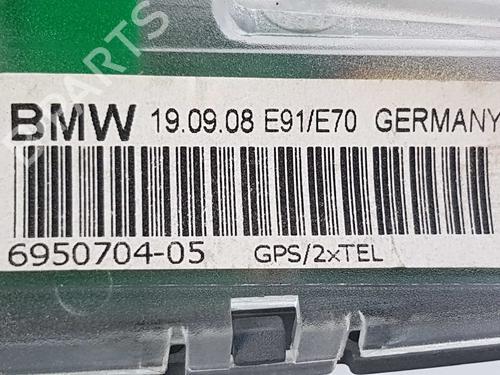 BMW 19.09.08 E91/E70 GERMANY
6950704-05 GPS/2xTEL